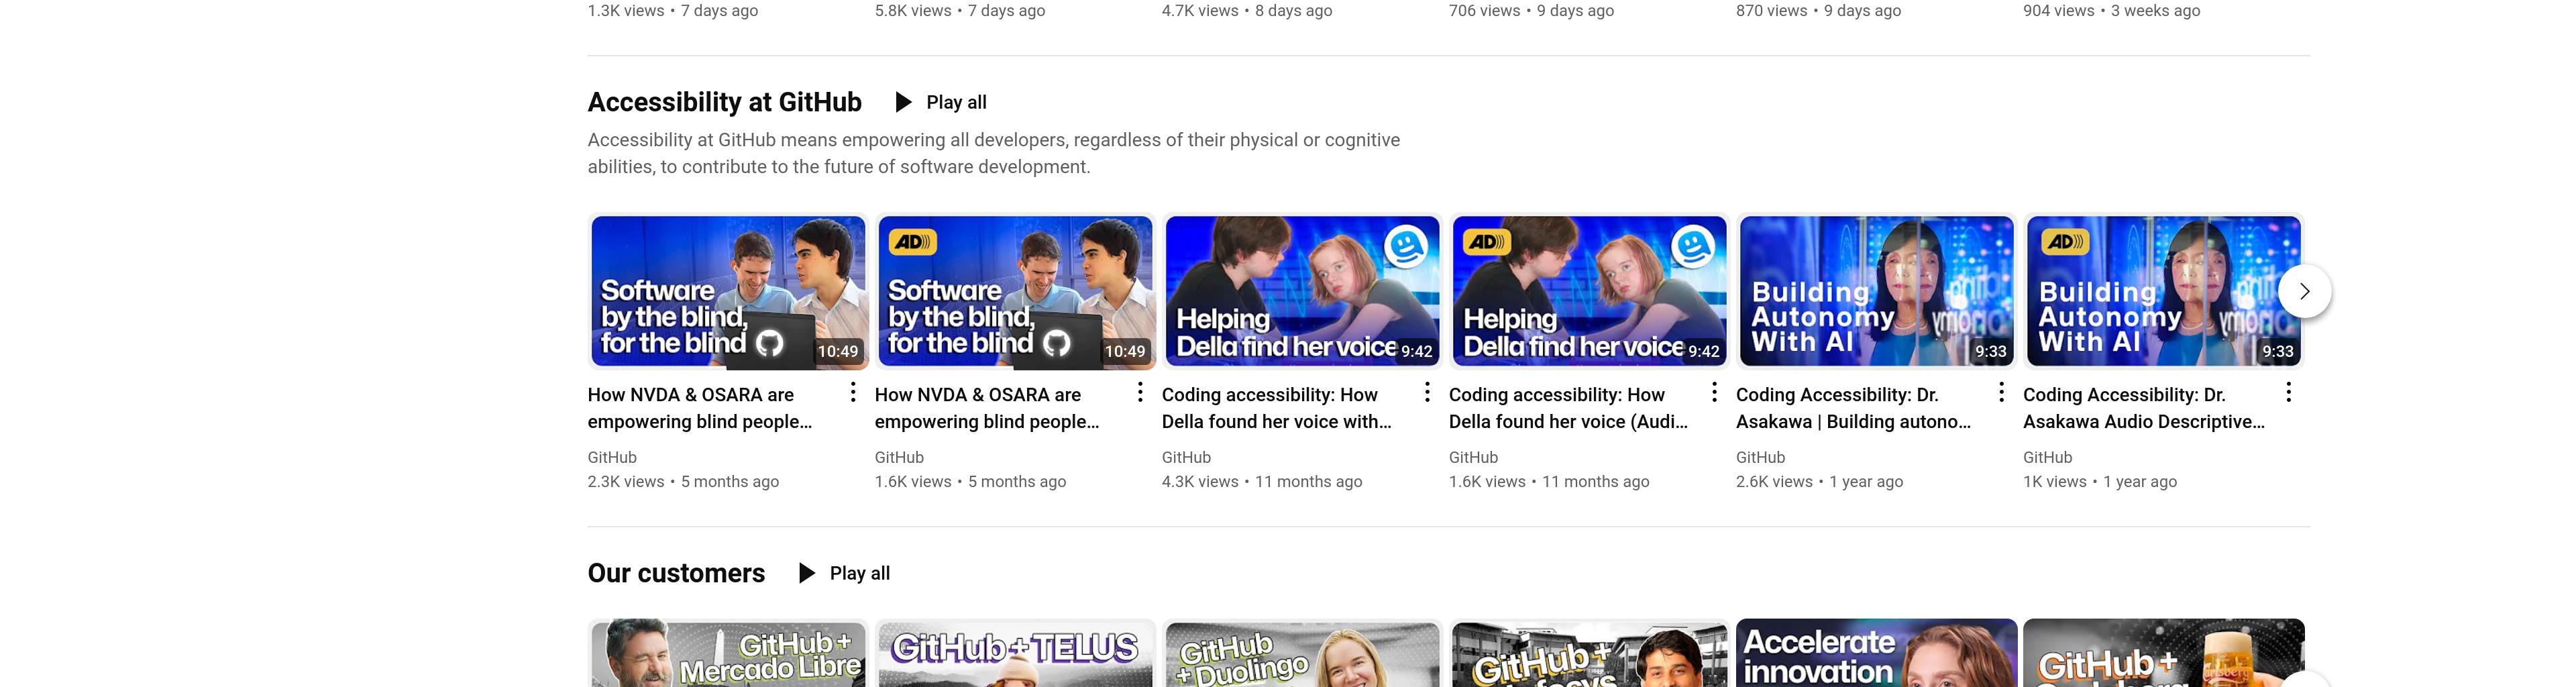 1.3K views • 7 days ago
5.8K views • 7 days ago
4.7K views • 8 days ago
706 views • 9 days ago
870 views • 9 days ago
904 views • 3 weeks ago
Accessibility at GitHub
Play all
Accessibility at GitHub means empowering all developers, regardless of their physical or cognitive
abilities, to contribute to the future of software development.
Software
by the blind,
for the blind
10:49
How NVDA & OSARA are
empowering blind people…
GitHub
2.3K views • 5 months ago
AD)))
Software
by the blind,
for the blind
10:49
How NVDA & OSARA are
empowering blind people…
GitHub
1.6K views • 5 months ago
Helping
Della find her voice
9:42
Coding accessibility: How
Della found her voice with…
GitHub
4.3K views • 11 months ago
AD)))
Helping
Della find her voice
9:42
Coding accessibility: How
Della found her voice (Audi…
GitHub
1.6K views • 11 months ago
Building
Autonomy
With AI
9:33
Coding Accessibility: Dr.
Asakawa | Building autono…
GitHub
2.6K views • 1 year ago
AD)))
Building
Autonomy
With AI
9:33
Coding Accessibility: Dr.
Asakawa Audio Descriptive…
GitHub
1K views • 1 year ago
Our customers
Play all
GitHub +
Mercado Libre
GitHub + TELUS
GitHub
+ Duolingo
GitHub +
Accelerate
innovation
GitHub +